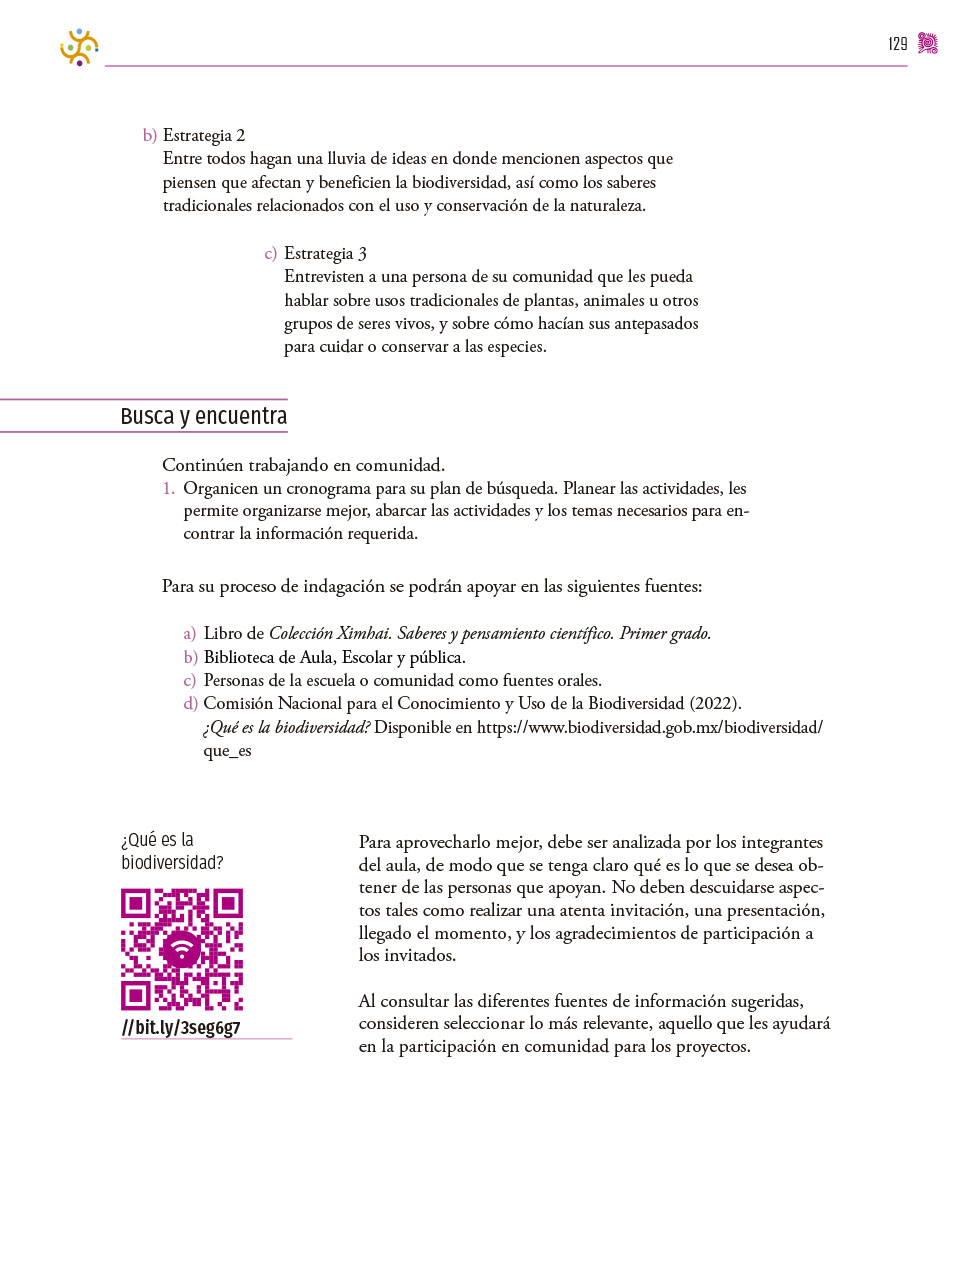 129
b) Estrategia 2
Entre todos hagan una lluvia de ideas en donde mencionen aspectos que
piensen que afectan y beneficien la biodiversidad, así como los saberes
tradicionales relacionados con el uso y conservación de la naturaleza.
c) Estrategia 3
Entrevisten a una persona de su comunidad que les pueda
hablar sobre usos tradicionales de plantas, animales u otros
grupos de seres vivos, y sobre cómo hacían sus antepasados
para cuidar o conservar a las especies.
Busca y encuentra
Continúen trabajando en comunidad.
1. Organicen un cronograma para su plan de búsqueda. Planear las actividades, les
permite organizarse mejor, abarcar las actividades y los temas necesarios para en-
contrar la información requerida.
Para su proceso de indagación se podrán apoyar en las siguientes fuentes:
a) Libro de Colección Ximhai. Saberes y pensamiento científico. Primer grado.
b) Biblioteca de Aula, Escolar y pública.
c) Personas de la escuela o comunidad como fuentes orales.
d) Comisión Nacional para el Conocimiento y Uso de la Biodiversidad (2022).
¿Qué es la biodiversidad? Disponible en https://www.biodiversidad.gob.mx/biodiversidad/
que_es
¿Qué es la
biodiversidad?
//bit.ly/3seg6g7
Para aprovecharlo mejor, debe ser analizada por los integrantes
del aula, de modo que se tenga claro qué es lo que se desea ob-
tener de las personas que apoyan. No deben descuidarse aspec-
tos tales como realizar una atenta invitación, una presentación,
llegado el momento, y los agradecimientos de participación a
los invitados.
Al consultar las diferentes fuentes de información sugeridas,
consideren seleccionar lo más relevante, aquello que les ayudará
en la participación en comunidad para los proyectos.